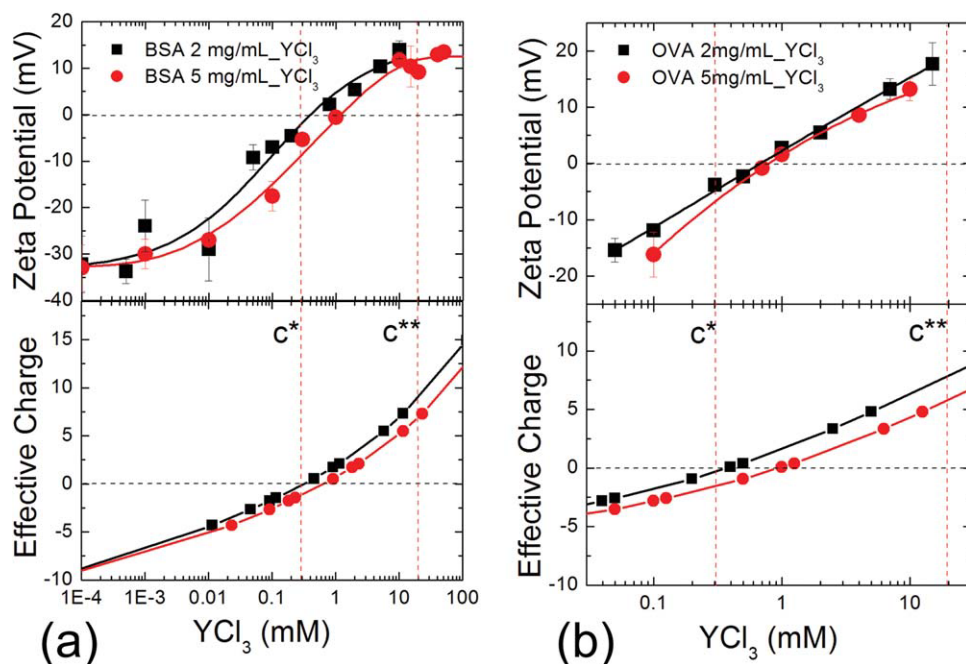 Zeta Potential (mV)
20
10
0
-10
-20
-30
-40
BSA 2 mg/mL_YCl₃
BSA 5 mg/mL_YCl₃
Effective Charge
15
10
5
0
-5
-10
C*
C**
1E-4 1E-3 0.01 0.1 1 10 100
(a) YCl₃ (mM)
Zeta Potential (mV)
20
10
0
-10
-20
OVA 2mg/mL_YCl₃
OVA 5mg/mL_YCl₃
Effective Charge
10
5
0
-5
-10
C*
C**
0.1 1 10
(b) YCl₃ (mM)